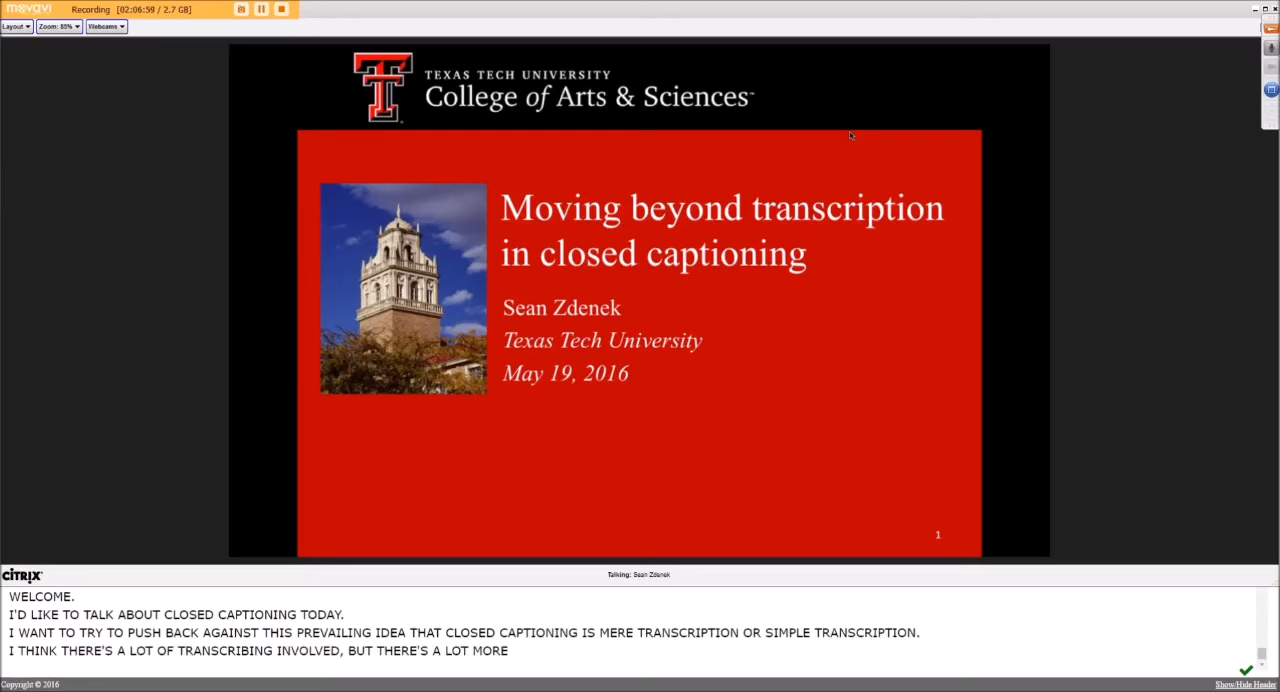 movavi Recording [02:06:59 / 2.7 GB]
Layout Zoom: 85% Webcams
TEXAS TECH UNIVERSITY
College of Arts & Sciences™
Moving beyond transcription
in closed captioning
Sean Zdenek
Texas Tech University
May 19, 2016
1
CİTRIX®
Talking: Sean Zdenek
WELCOME.
I'D LIKE TO TALK ABOUT CLOSED CAPTIONING TODAY.
I WANT TO TRY TO PUSH BACK AGAINST THIS PREVAILING IDEA THAT CLOSED CAPTIONING IS MERE TRANSCRIPTION OR SIMPLE TRANSCRIPTION.
I THINK THERE'S A LOT OF TRANSCRIBING INVOLVED, BUT THERE'S A LOT MORE
Copyright © 2016 Show/Hide Header